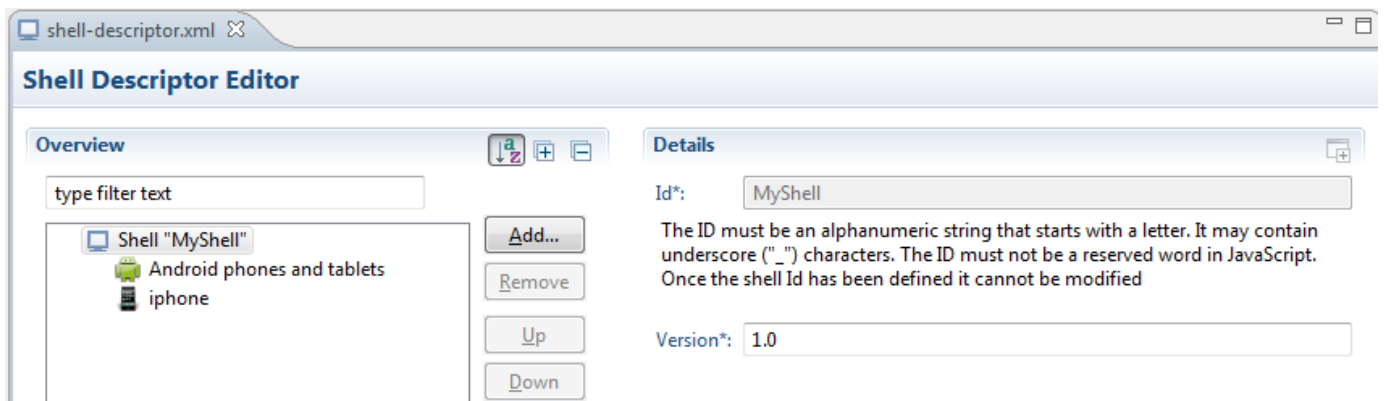 shell-descriptor.xml
Shell Descriptor Editor
Overview
type filter text
Shell "MyShell"
Android phones and tablets
iphone
Add...
Remove
Up
Down
Details
Id*:
MyShell
The ID must be an alphanumeric string that starts with a letter. It may contain
underscore ("_") characters. The ID must not be a reserved word in JavaScript.
Once the shell Id has been defined it cannot be modified
Version*:
1.0